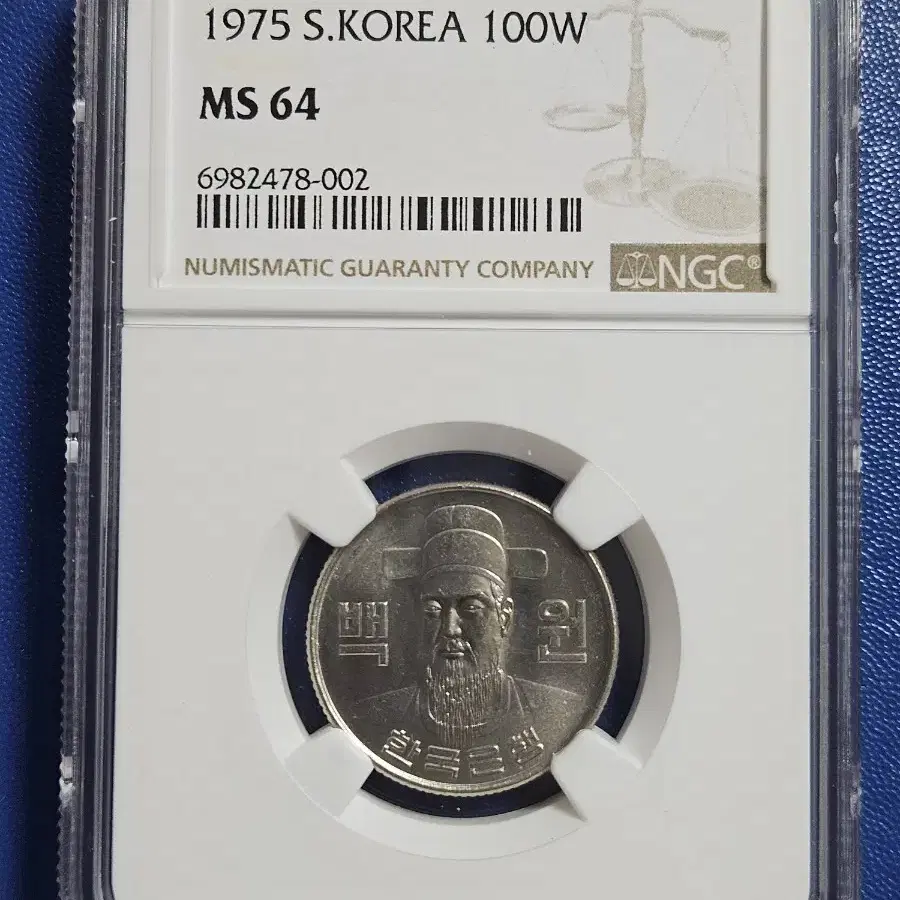 1975 S.KOREA 100W
MS 64
6982478-002
NUMISMATIC GUARANTY COMPANY
NGC®
백 원
한국은행